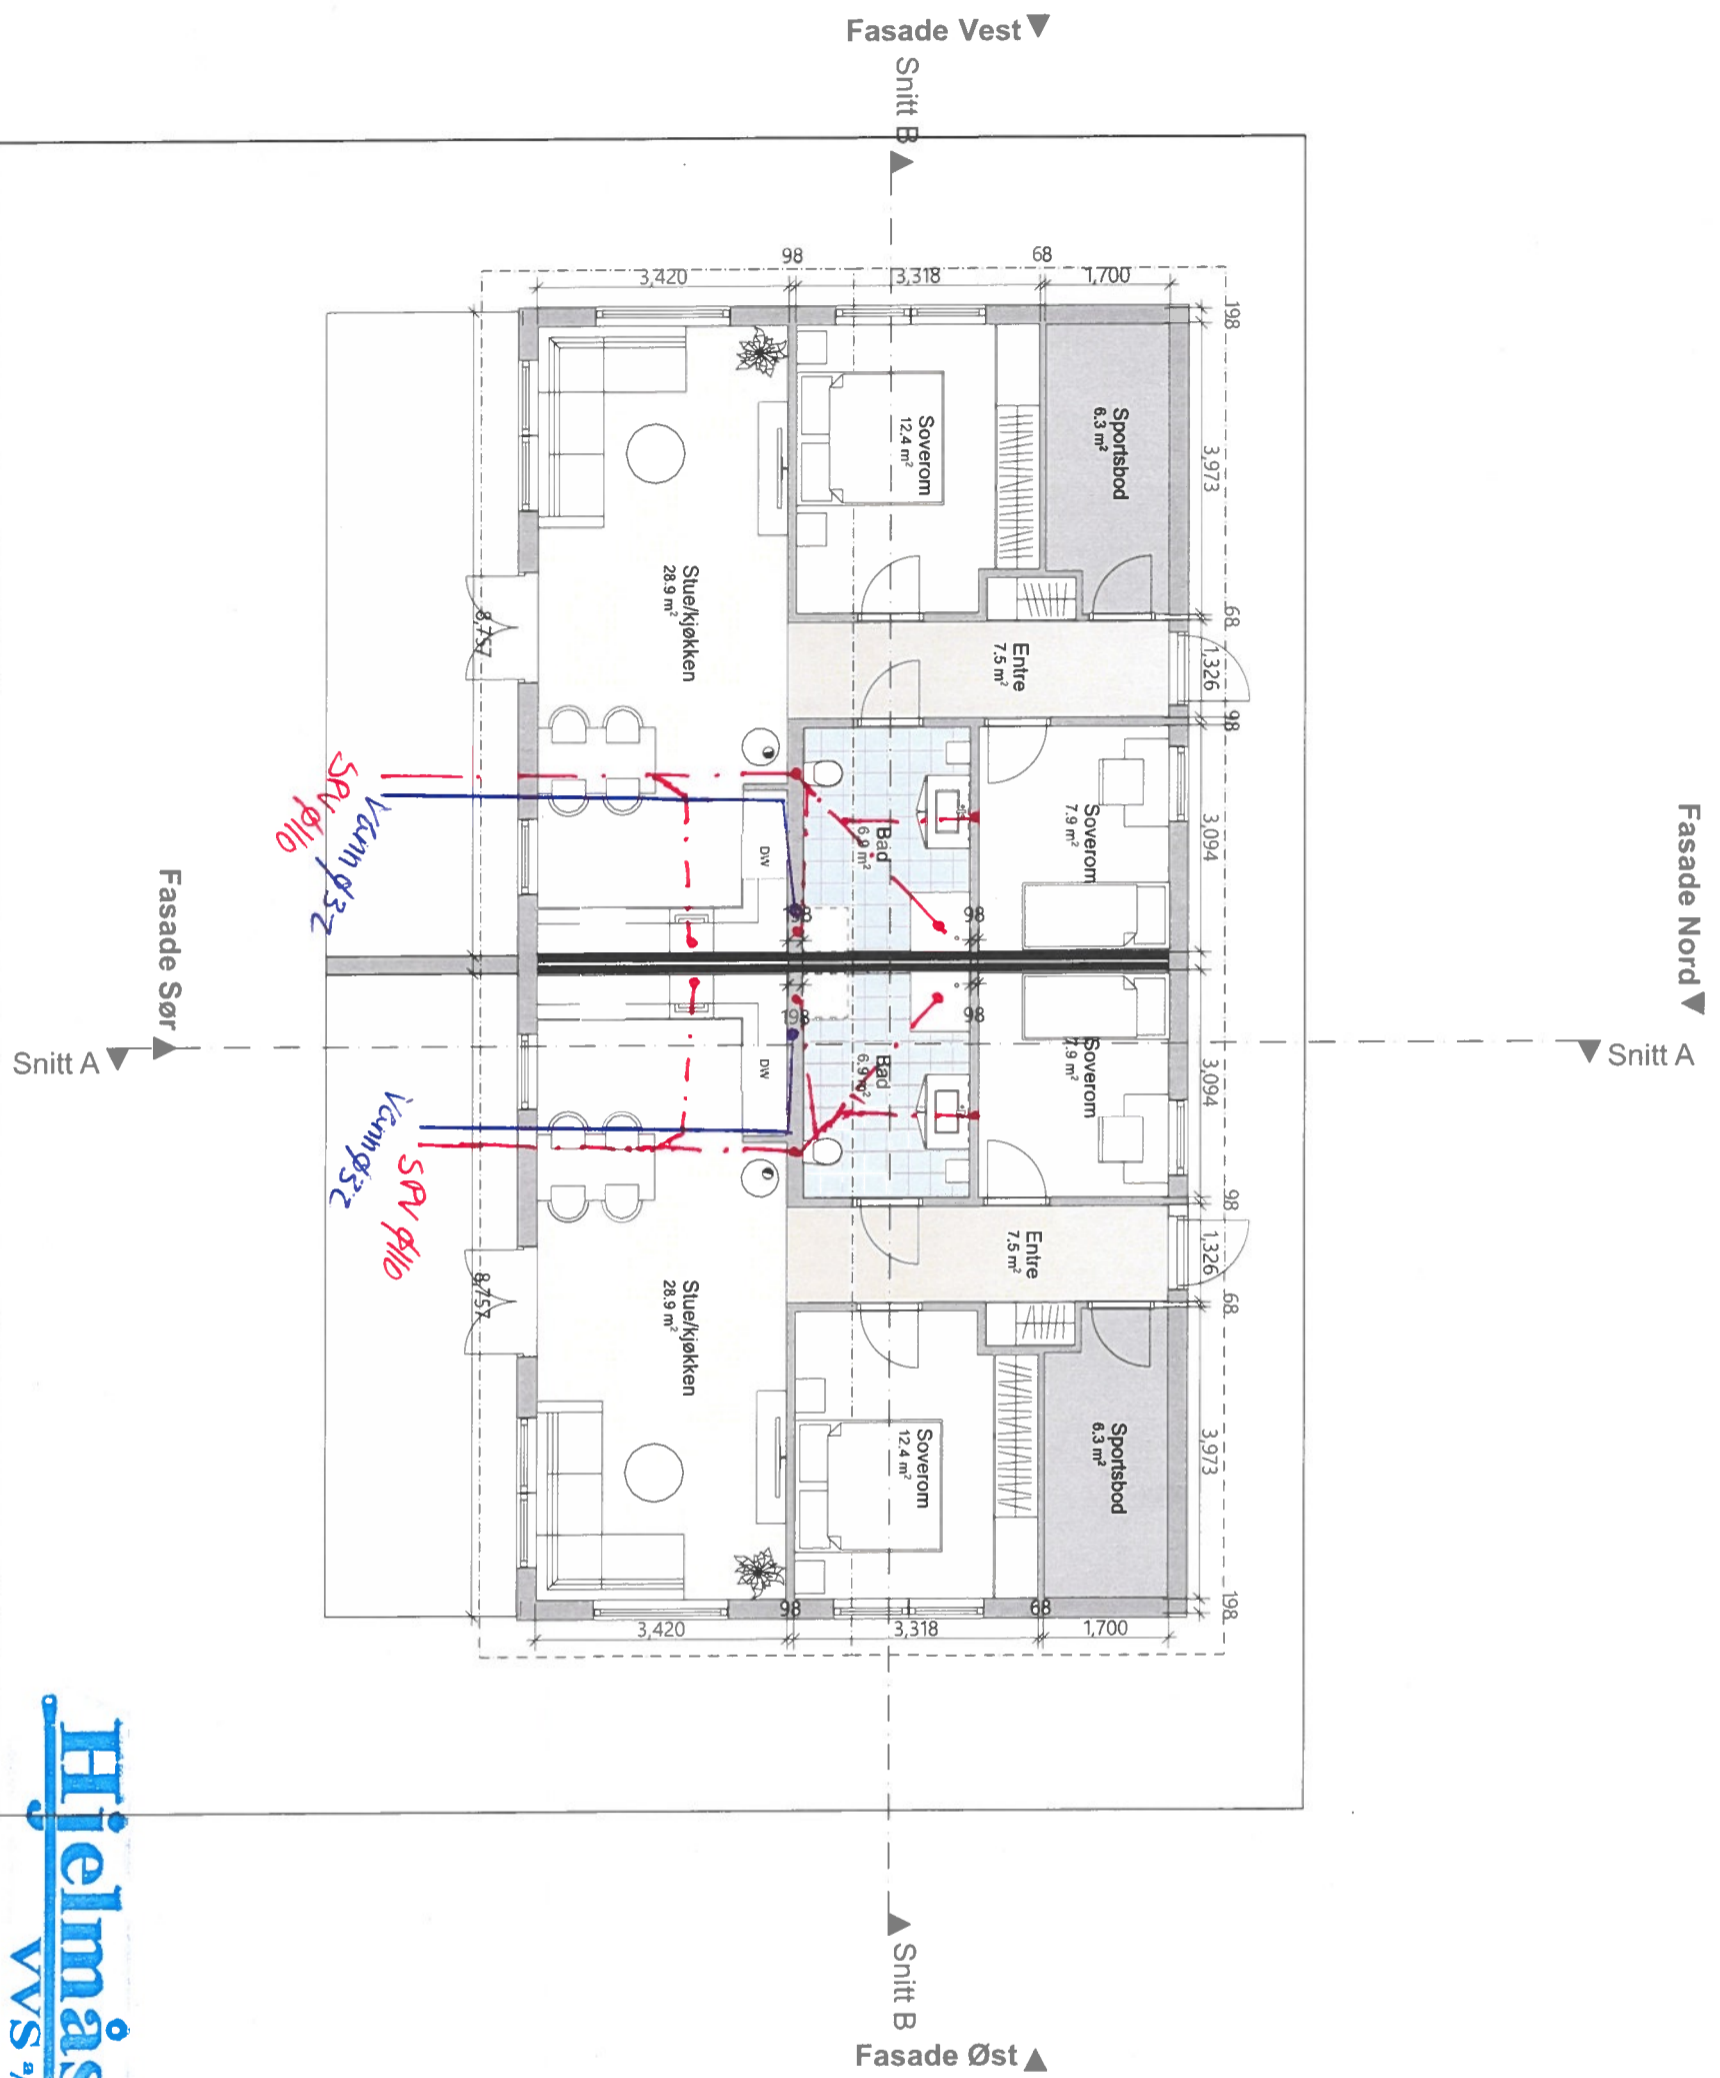 Fasade Vest
Snitt B
98
68
3,420
3,318
1,700
198
Sportsbod
6.3 m²
3,973
Soverom
12.4 m²
Stue/kjøkken
28.9 m²
8,757
Entre
7.5 m²
68
1,326
98
Soverom
7.9 m²
3,094
Bad
6.9 m²
DW
98
98
SPV Ø110
Vann Ø32
Fasade Nord
Fasade Sør
Snitt A
Snitt A
98
98
DW
Bad
6.9 m²
Soverom
7.9 m²
3,094
Vann Ø32
SPV Ø110
98
Entre
7.5 m²
1,326
68
8,757
Stue/kjøkken
28.9 m²
Soverom
12.4 m²
Sportsbod
6.3 m²
3,973
198
98
68
3,420
3,318
1,700
Snitt B
Fasade Øst
Hjelmås
VVS